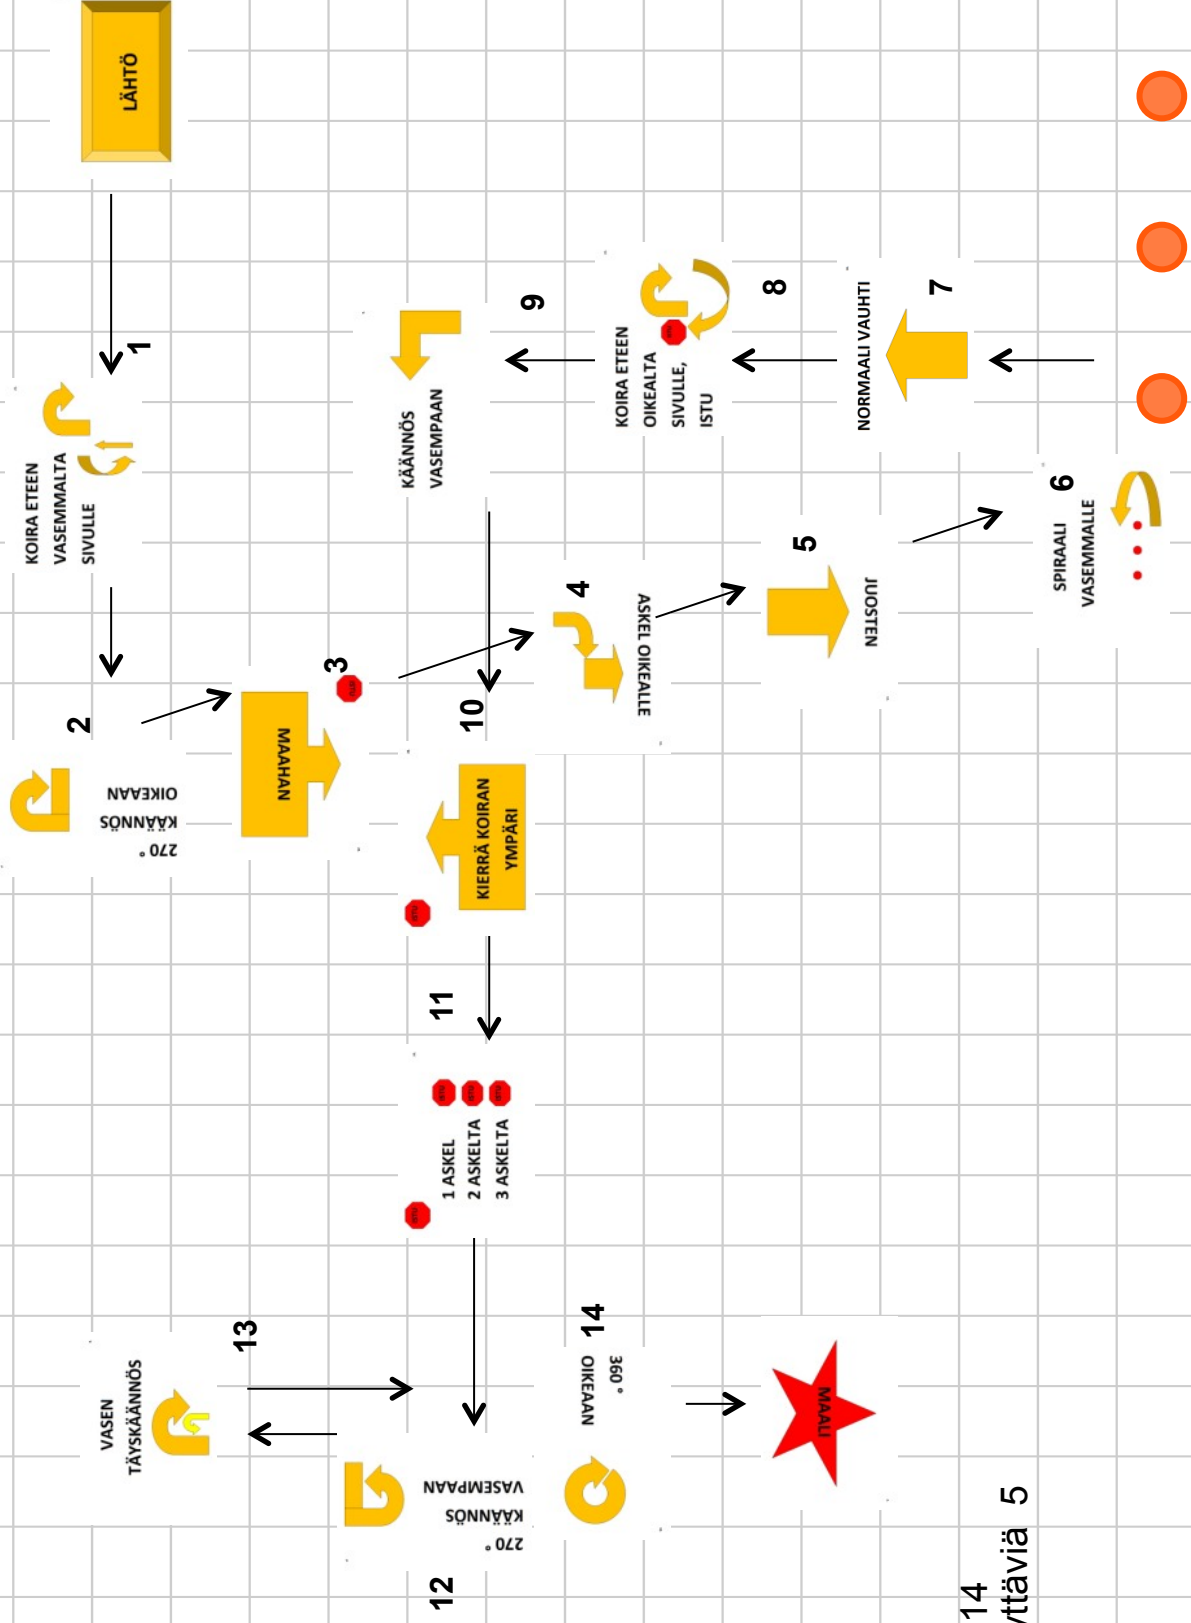 LÄHTÖ
1
KOIRA ETEEN
VASEMMALTA
SIVULLE
2
270°
KÄÄNNÖS
OIKEAAN
3
MAAHAN
4
ASKEL OIKEALLE
5
JUOSTEN
6
SPIRAALI
VASEMMALLE
7
NORMAALI VAUHTI
8
KOIRA ETEEN
OIKEALTA
SIVULLE,
ISTU
9
KÄÄNNÖS
VASEMPAAN
10
KIERRÄ KOIRAN
YMPÄRI
11
1 ASKEL
2 ASKELTA
3 ASKELTA
12
270°
KÄÄNNÖS
VASEMPAAN
13
VASEN
TÄYSKÄÄNNÖS
14
360°
OIKEAAN
MAALI
14
yttäviä 5